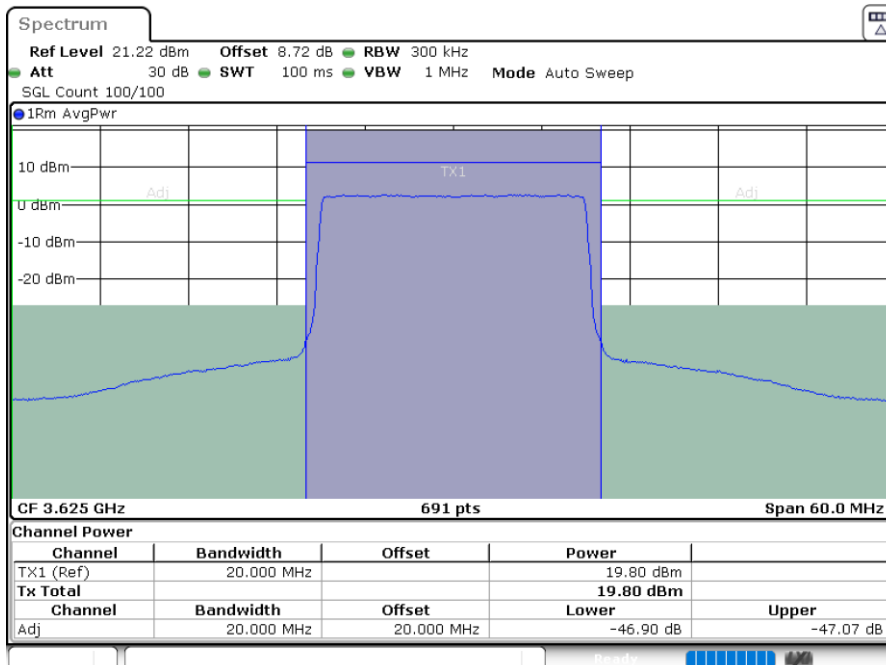 Spectrum
Ref Level 21.22 dBm Offset 8.72 dB RBW 300 kHz
Att 30 dB SWT 100 ms VBW 1 MHz Mode Auto Sweep
SGL Count 100/100
1Rm AvgPwr
10 dBm
TX1
Adj Adj
0 dBm
-10 dBm
-20 dBm
CF 3.625 GHz 691 pts Span 60.0 MHz
Channel Power
Channel Bandwidth Offset Power
TX1 (Ref) 20.000 MHz 19.80 dBm
Tx Total 19.80 dBm
Channel Bandwidth Offset Lower Upper
Adj 20.000 MHz 20.000 MHz -46.90 dB -47.07 dB
Ready